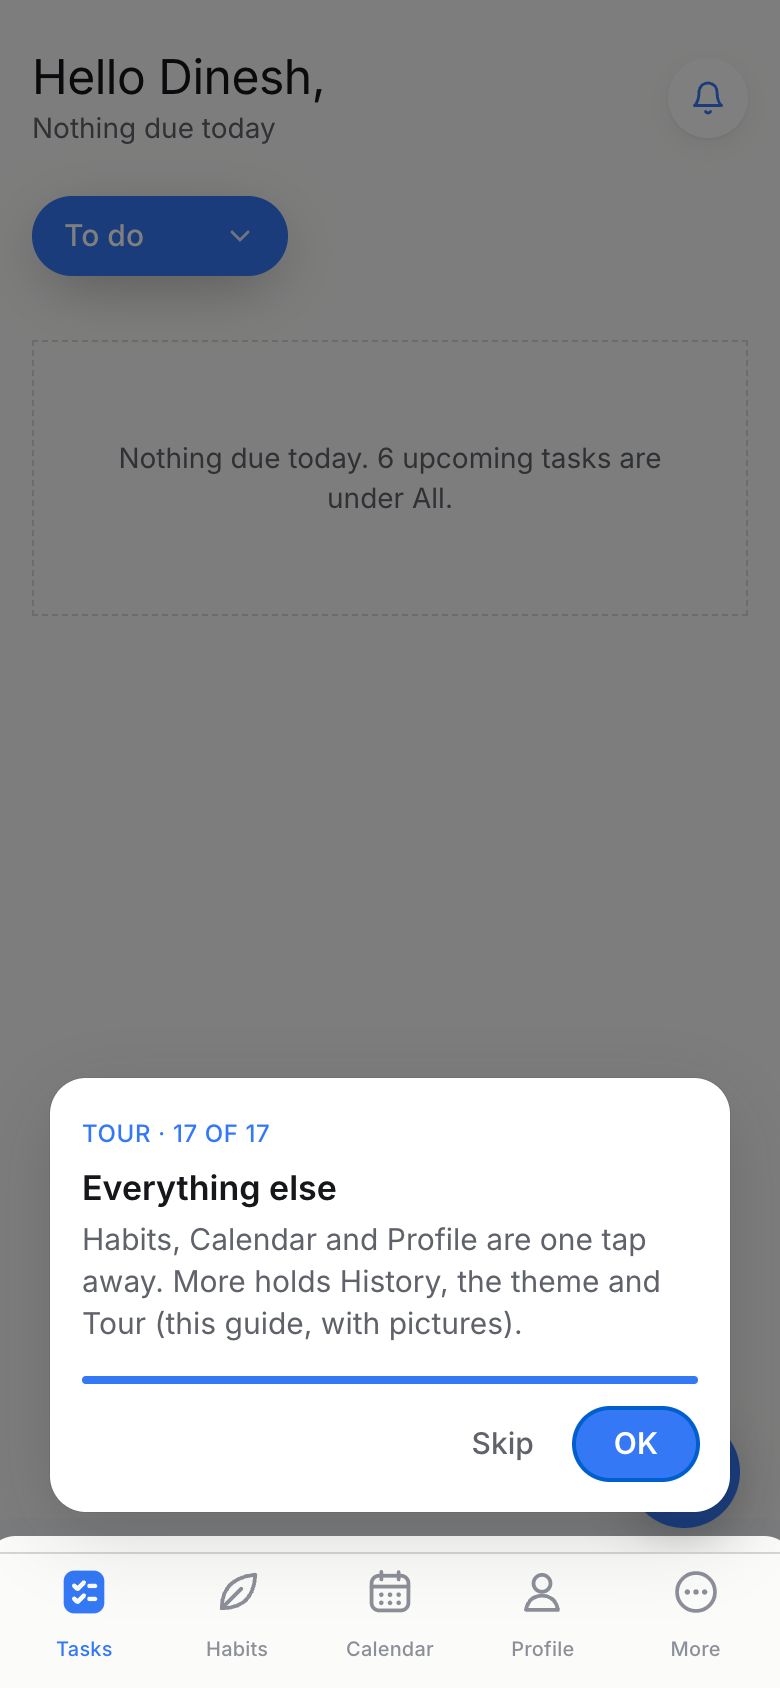 Hello Dinesh,
Nothing due today
To do
Nothing due today. 6 upcoming tasks are
under All.
TOUR · 17 OF 17
Everything else
Habits, Calendar and Profile are one tap
away. More holds History, the theme and
Tour (this guide, with pictures).
Skip
OK
Tasks
Habits
Calendar
Profile
More